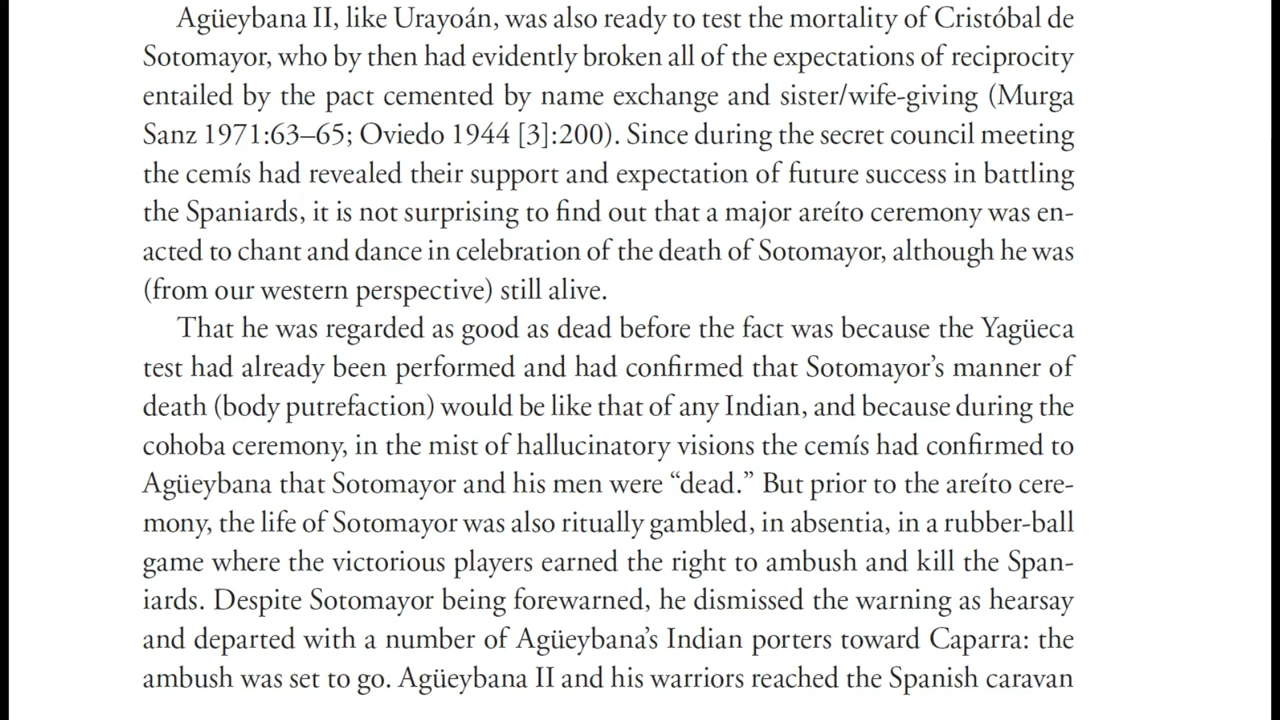 Agüeybana II, like Urayoán, was also ready to test the mortality of Cristóbal de
Sotomayor, who by then had evidently broken all of the expectations of reciprocity
entailed by the pact cemented by name exchange and sister/wife-giving (Murga
Sanz 1971:63–65; Oviedo 1944 [3]:200). Since during the secret council meeting
the cemís had revealed their support and expectation of future success in battling
the Spaniards, it is not surprising to find out that a major areíto ceremony was en-
acted to chant and dance in celebration of the death of Sotomayor, although he was
(from our western perspective) still alive.
That he was regarded as good as dead before the fact was because the Yagüeca
test had already been performed and had confirmed that Sotomayor’s manner of
death (body putrefaction) would be like that of any Indian, and because during the
cohoba ceremony, in the mist of hallucinatory visions the cemís had confirmed to
Agüeybana that Sotomayor and his men were “dead.” But prior to the areíto cere-
mony, the life of Sotomayor was also ritually gambled, in absentia, in a rubber-ball
game where the victorious players earned the right to ambush and kill the Span-
iards. Despite Sotomayor being forewarned, he dismissed the warning as hearsay
and departed with a number of Agüeybana’s Indian porters toward Caparra: the
ambush was set to go. Agüeybana II and his warriors reached the Spanish caravan